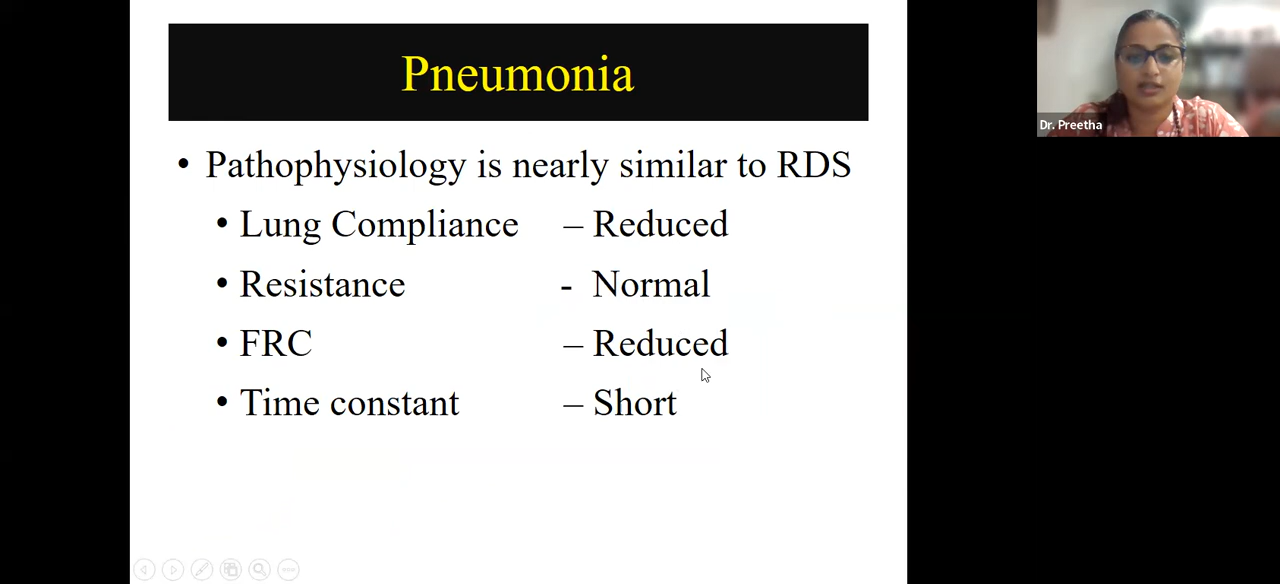 Pneumonia
• Pathophysiology is nearly similar to RDS
• Lung Compliance – Reduced
• Resistance - Normal
• FRC – Reduced
• Time constant – Short
Dr. Preetha